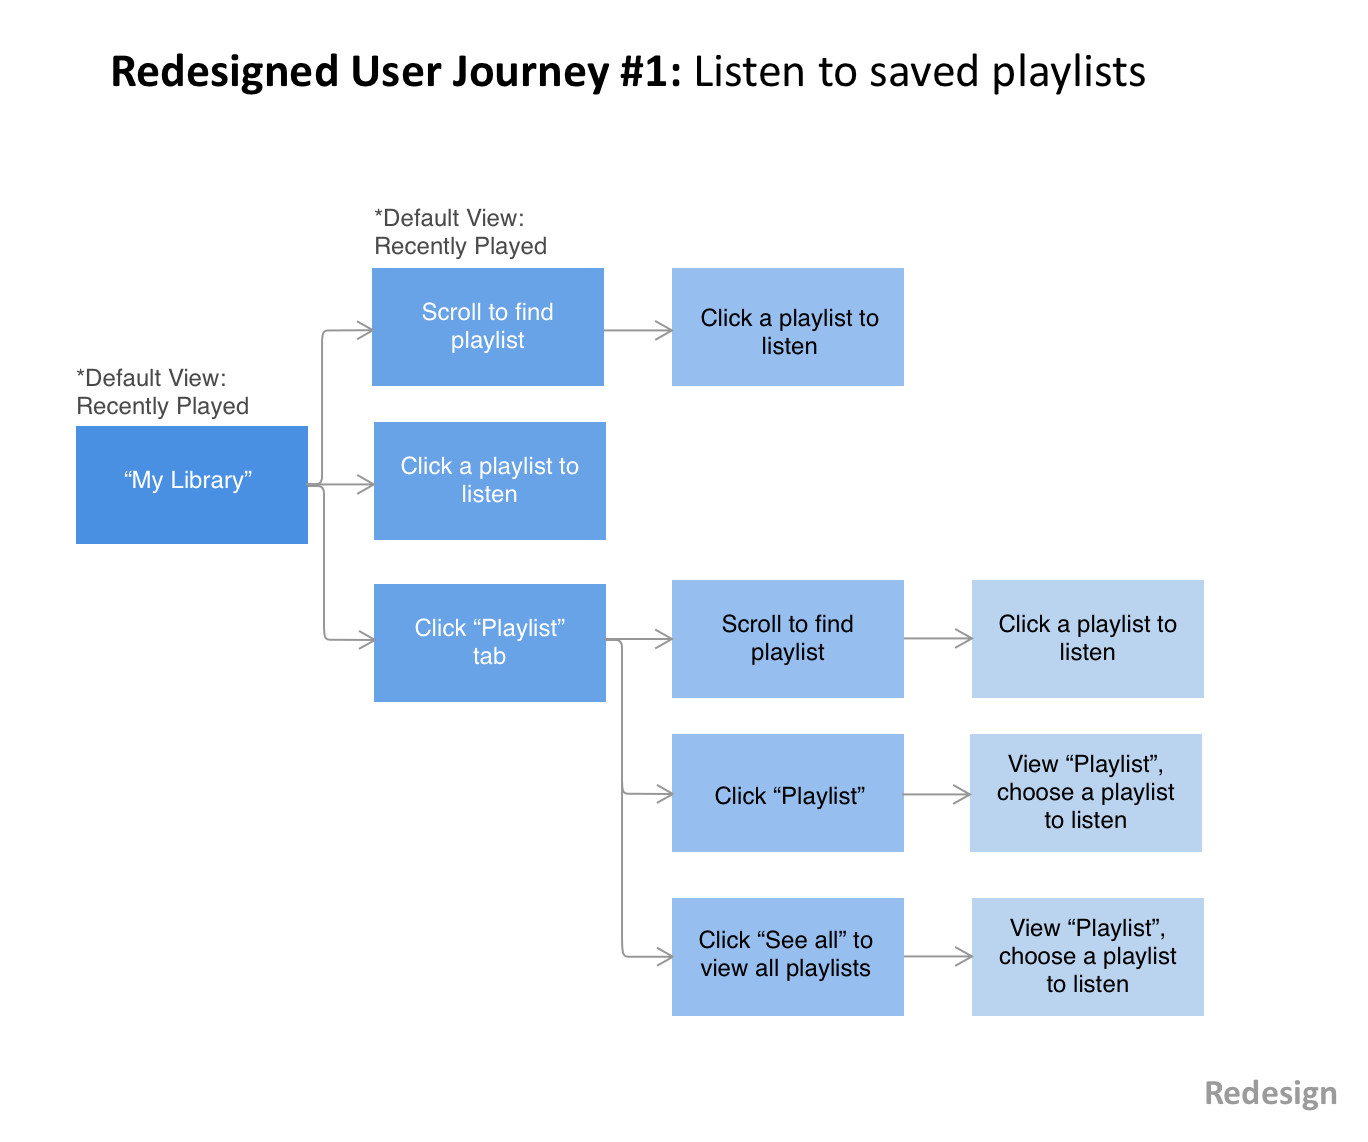 Redesigned User Journey #1: Listen to saved playlists
*Default View:
Recently Played
Scroll to find
playlist
Click a playlist to
listen
*Default View:
Recently Played
“My Library”
Click a playlist to
listen
Click “Playlist”
tab
Scroll to find
playlist
Click a playlist to
listen
Click “Playlist”
View “Playlist”,
choose a playlist
to listen
Click “See all” to
view all playlists
View “Playlist”,
choose a playlist
to listen
Redesign